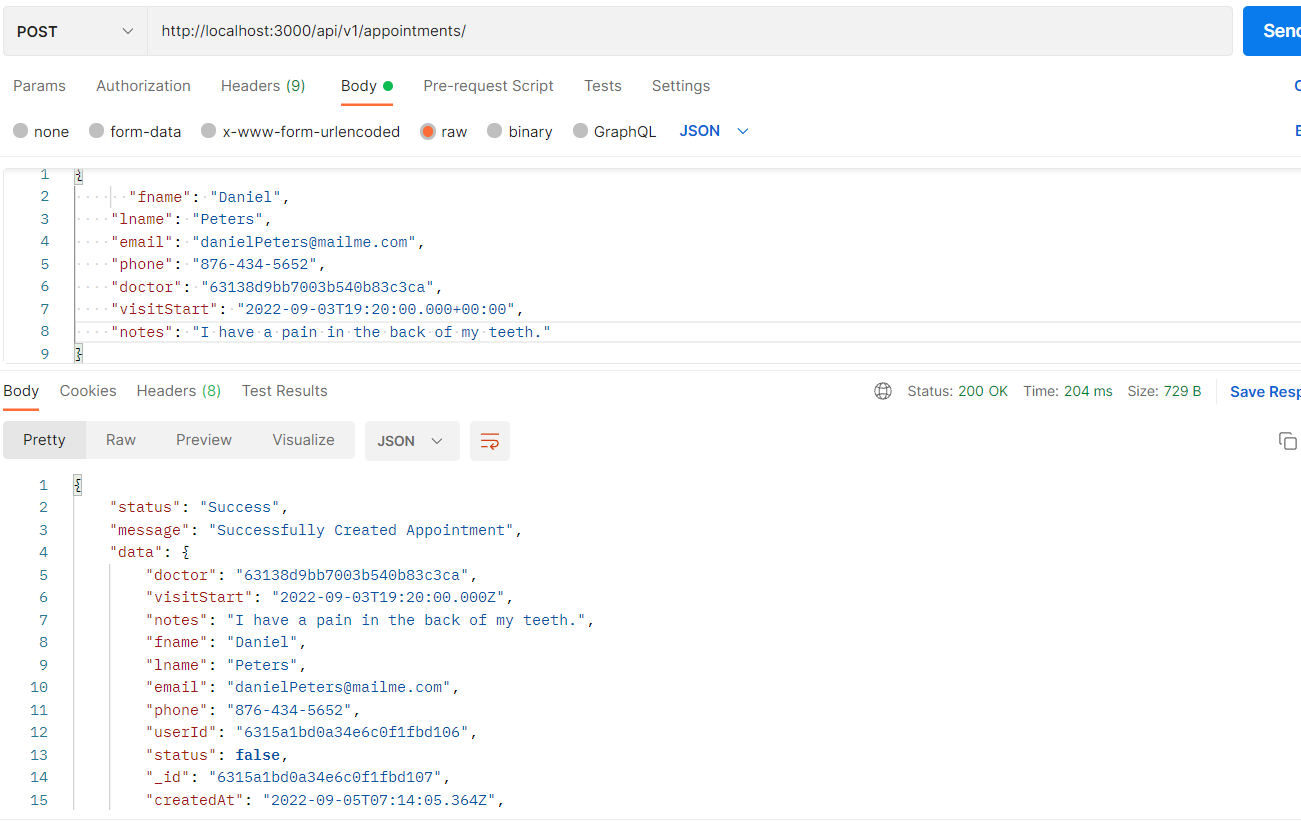 POST http://localhost:3000/api/v1/appointments/ Send
Params Authorization Headers (9) Body Pre-request Script Tests Settings
none form-data x-www-form-urlencoded raw binary GraphQL JSON
1 {
2 "fname": "Daniel",
3 "lname": "Peters",
4 "email": "danielPeters@mailme.com",
5 "phone": "876-434-5652",
6 "doctor": "63138d9bb7003b540b83c3ca",
7 "visitStart": "2022-09-03T19:20:00.000+00:00",
8 "notes": "I have a pain in the back of my teeth."
9 }
Body Cookies Headers (8) Test Results Status: 200 OK Time: 204 ms Size: 729 B Save Resp
Pretty Raw Preview Visualize JSON
1 {
2 "status": "Success",
3 "message": "Successfully Created Appointment",
4 "data": {
5 "doctor": "63138d9bb7003b540b83c3ca",
6 "visitStart": "2022-09-03T19:20:00.000Z",
7 "notes": "I have a pain in the back of my teeth.",
8 "fname": "Daniel",
9 "lname": "Peters",
10 "email": "danielPeters@mailme.com",
11 "phone": "876-434-5652",
12 "userId": "6315a1bd0a34e6c0f1fbd106",
13 "status": false,
14 "_id": "6315a1bd0a34e6c0f1fbd107",
15 "createdAt": "2022-09-05T07:14:05.364Z",